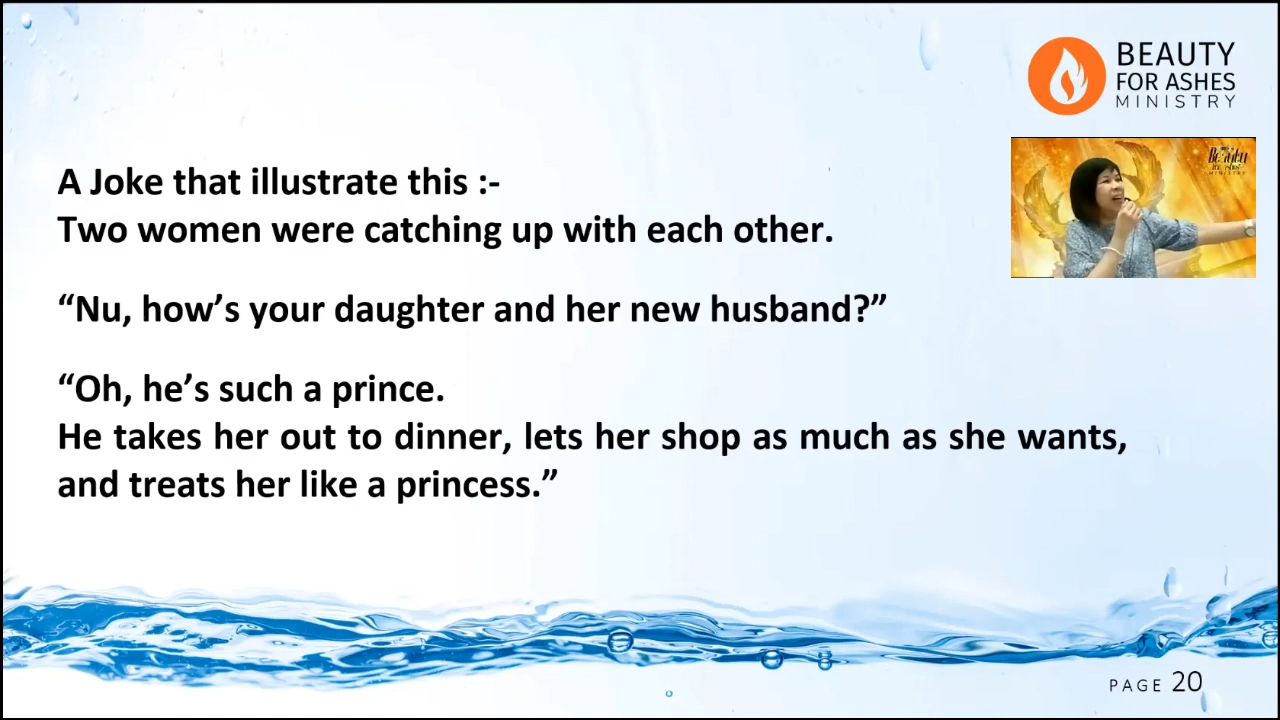 BEAUTY
FOR ASHES
MINISTRY
A Joke that illustrate this :-
Two women were catching up with each other.
“Nu, how’s your daughter and her new husband?”
“Oh, he’s such a prince.
He takes her out to dinner, lets her shop as much as she wants,
and treats her like a princess.”
Beauty
MINISTRY
PAGE 20